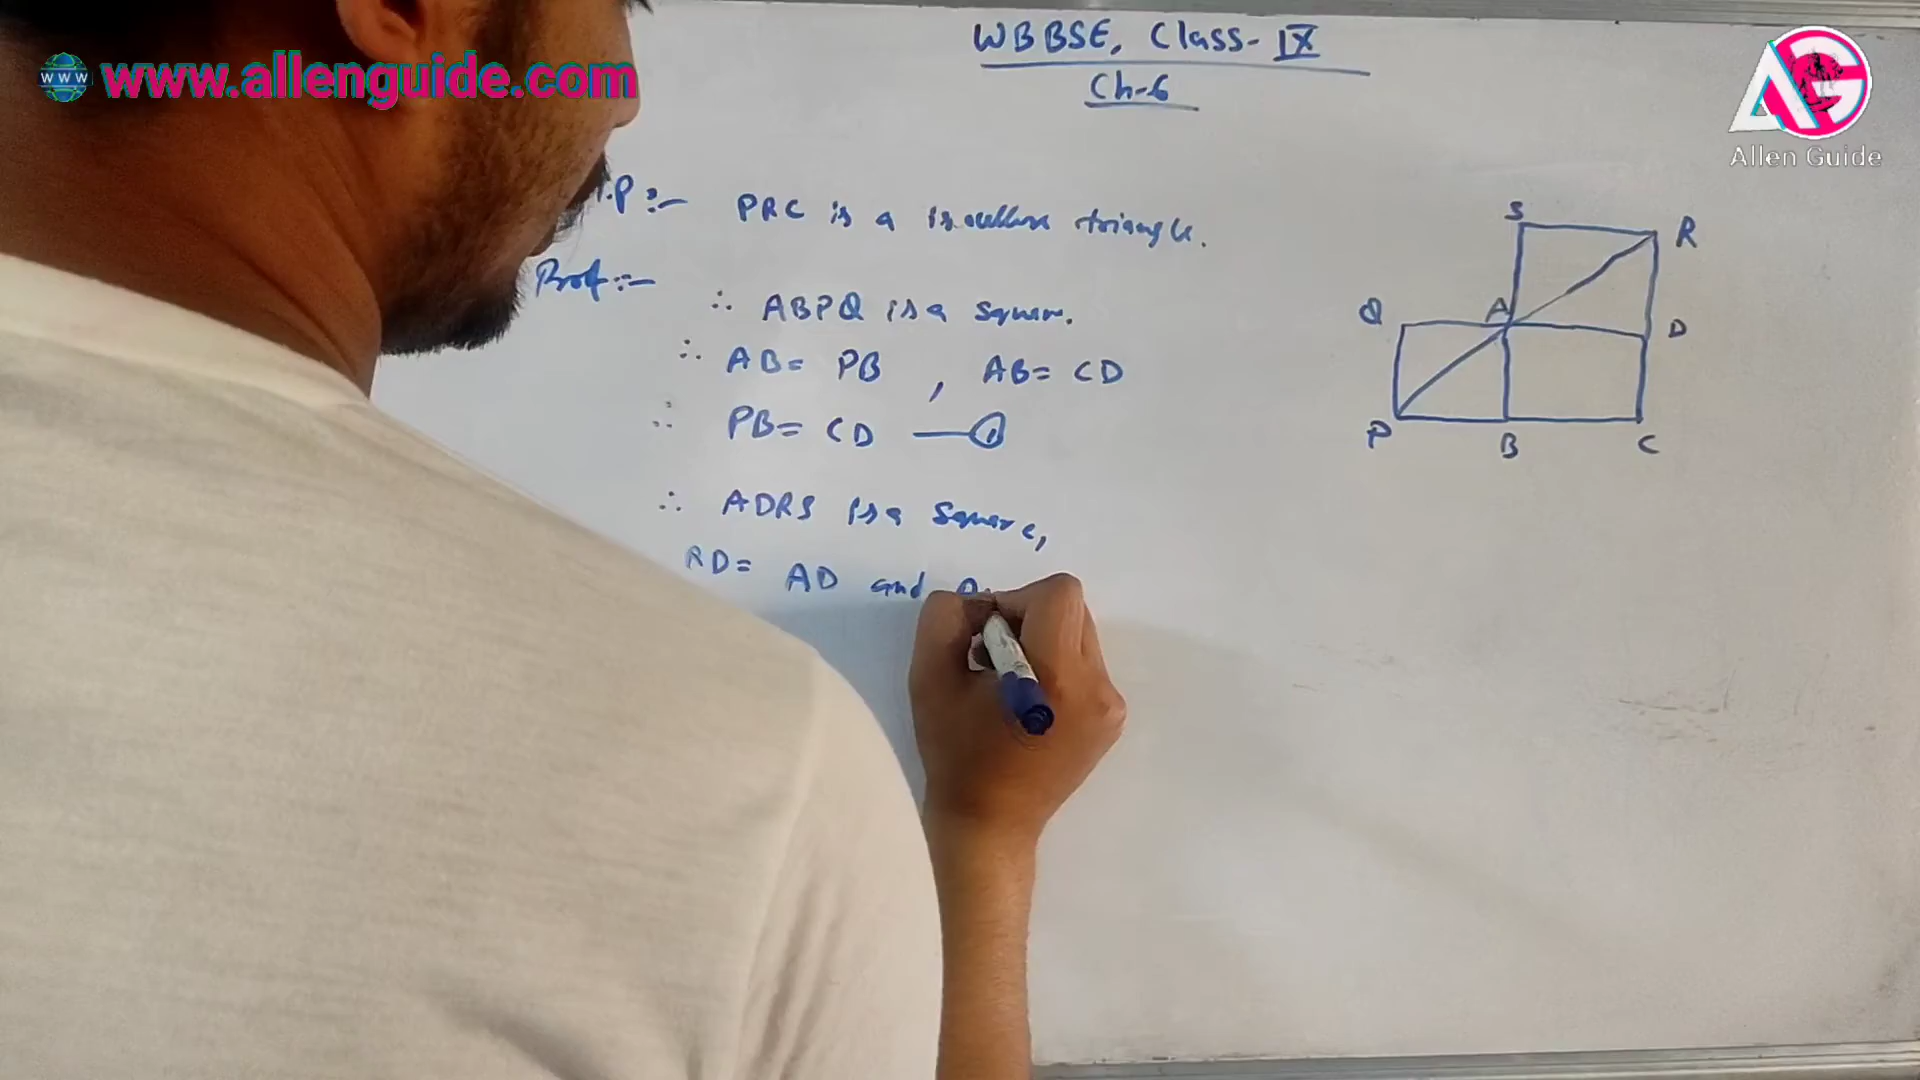 www.allenguide.com
WBBSE, Class-IX
Ch-6
AG
Allen Guide
.P:- PRC is a triangle.
Proof:-
∴ ABPQ is a Square.
∴ AB= PB , AB= CD
∴ PB= CD —①
∴ ADRS is a Square,
RD= AD and
S
R
Q
A
D
P
B
C